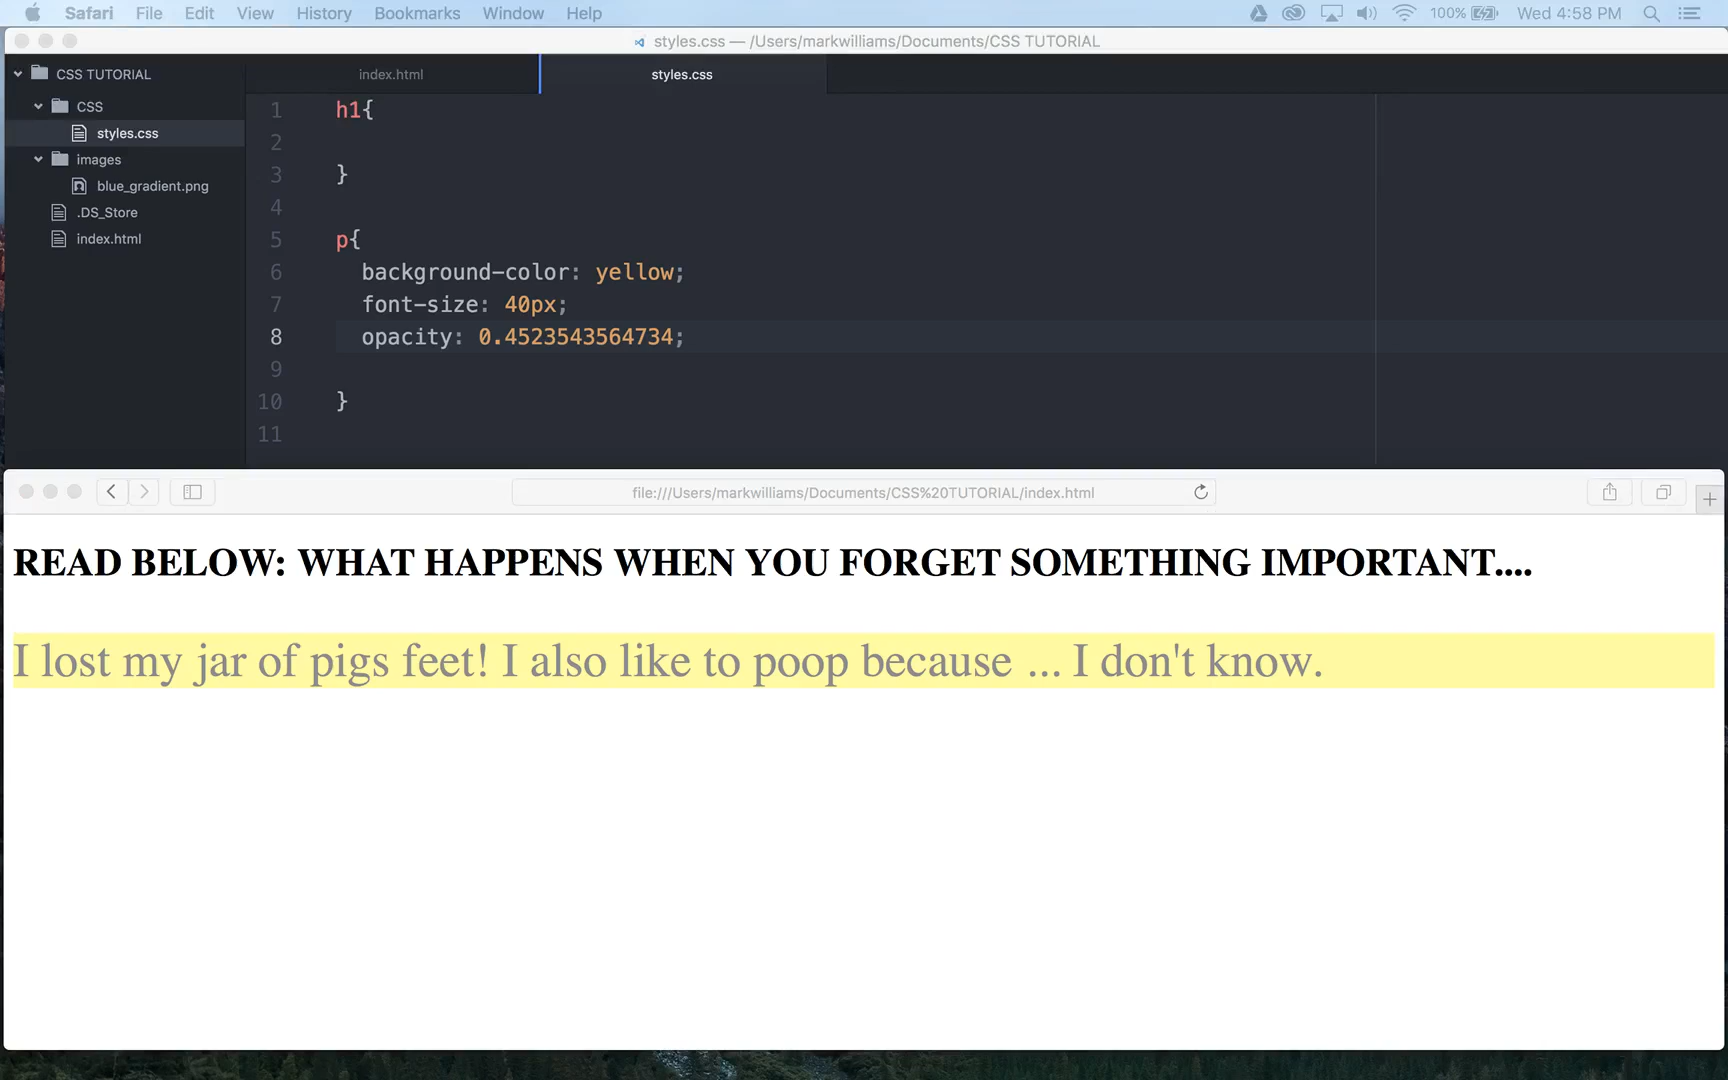 Safari File Edit View History Bookmarks Window Help 100% Wed 4:58 PM
styles.css — /Users/markwilliams/Documents/CSS TUTORIAL
CSS TUTORIAL
CSS
styles.css
images
blue_gradient.png
.DS_Store
index.html
index.html styles.css
1 h1{
2
3 }
4
5 p{
6 background-color: yellow;
7 font-size: 40px;
8 opacity: 0.4523543564734;
9
10 }
11
file:///Users/markwilliams/Documents/CSS%20TUTORIAL/index.html
READ BELOW: WHAT HAPPENS WHEN YOU FORGET SOMETHING IMPORTANT....
I lost my jar of pigs feet! I also like to poop because ... I don't know.